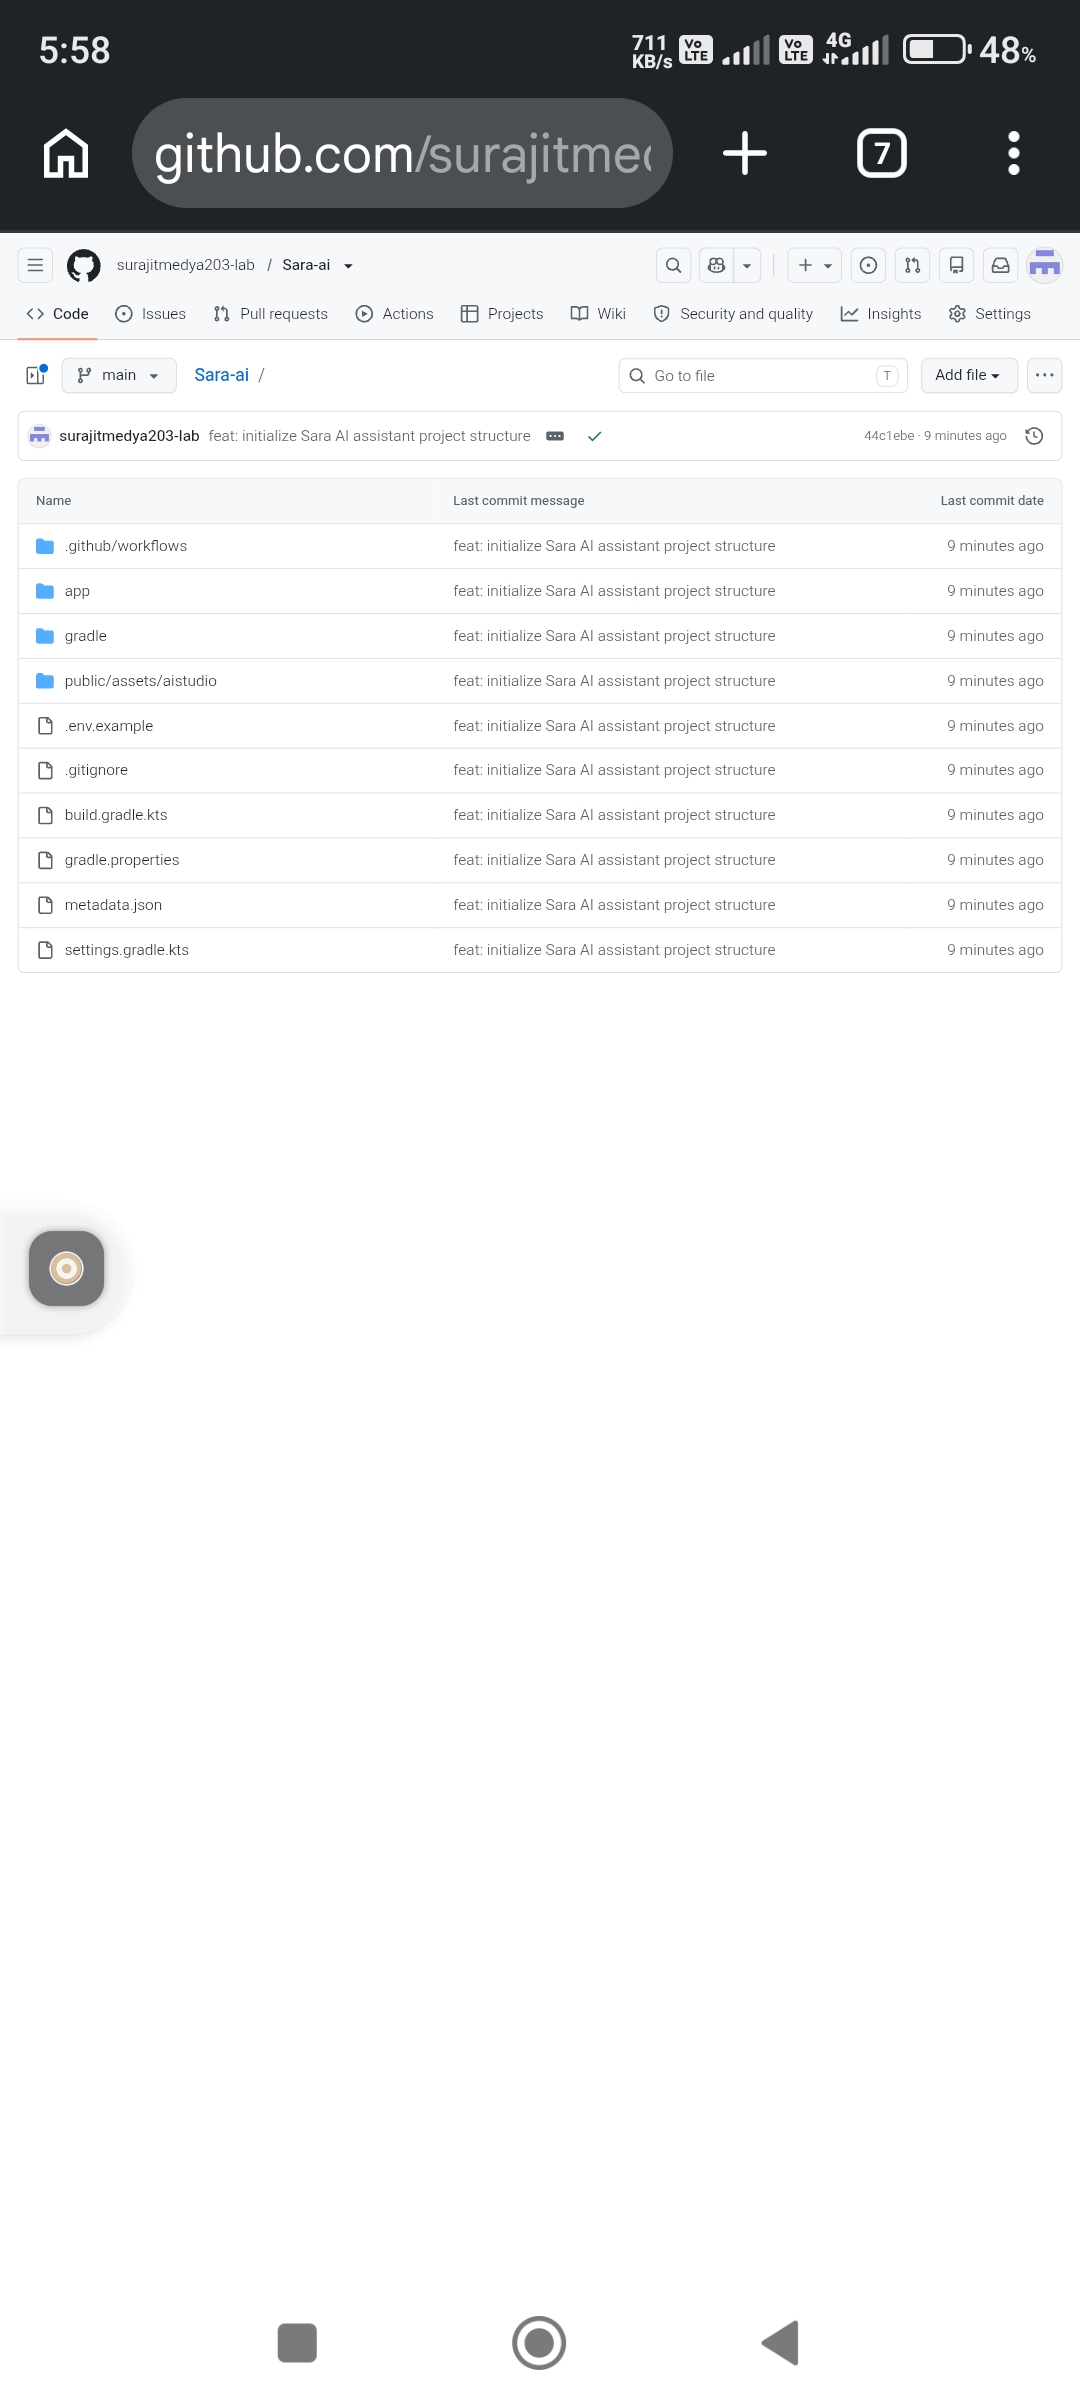 5:58 711 KB/s Vo LTE Vo LTE 4G 48%
github.com/surajitmed 7
surajitmedya203-lab / Sara-ai
Code Issues Pull requests Actions Projects Wiki Security and quality Insights Settings
main Sara-ai / Go to file T Add file
surajitmedya203-lab feat: initialize Sara AI assistant project structure 44c1ebe · 9 minutes ago
Name Last commit message Last commit date
.github/workflows feat: initialize Sara AI assistant project structure 9 minutes ago
app feat: initialize Sara AI assistant project structure 9 minutes ago
gradle feat: initialize Sara AI assistant project structure 9 minutes ago
public/assets/aistudio feat: initialize Sara AI assistant project structure 9 minutes ago
.env.example feat: initialize Sara AI assistant project structure 9 minutes ago
.gitignore feat: initialize Sara AI assistant project structure 9 minutes ago
build.gradle.kts feat: initialize Sara AI assistant project structure 9 minutes ago
gradle.properties feat: initialize Sara AI assistant project structure 9 minutes ago
metadata.json feat: initialize Sara AI assistant project structure 9 minutes ago
settings.gradle.kts feat: initialize Sara AI assistant project structure 9 minutes ago